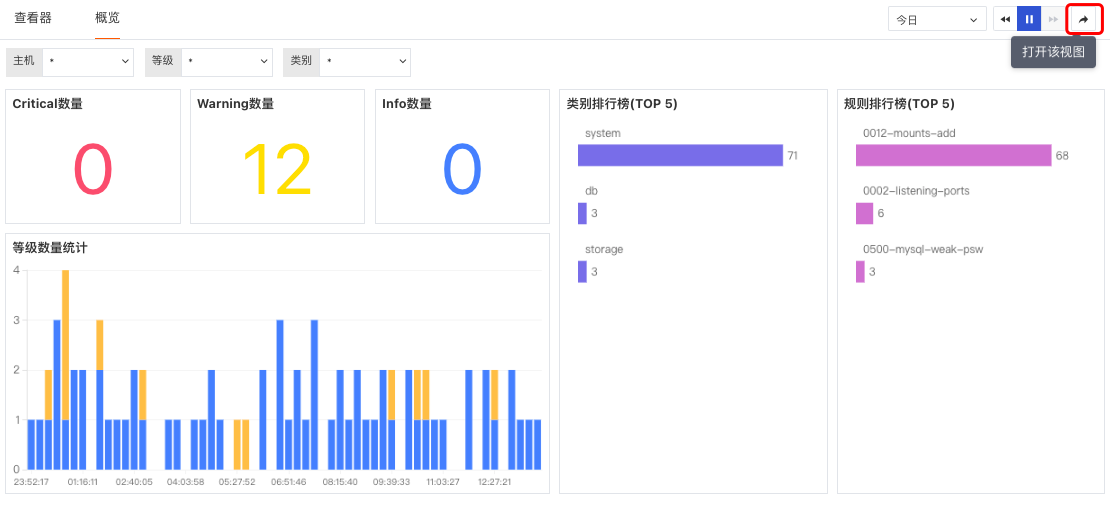 查看器 概览 今日
打开该视图
主机 * 等级 * 类别 *
Critical数量
0
Warning数量
12
Info数量
0
等级数量统计
4
3
2
1
0
23:52:17 01:16:11 02:40:05 04:03:58 05:27:52 06:51:46 08:15:40 09:39:33 11:03:27 12:27:21
类别排行榜(TOP 5)
system
71
db
3
storage
3
规则排行榜(TOP 5)
0012-mounts-add
68
0002-listening-ports
6
0500-mysql-weak-psw
3